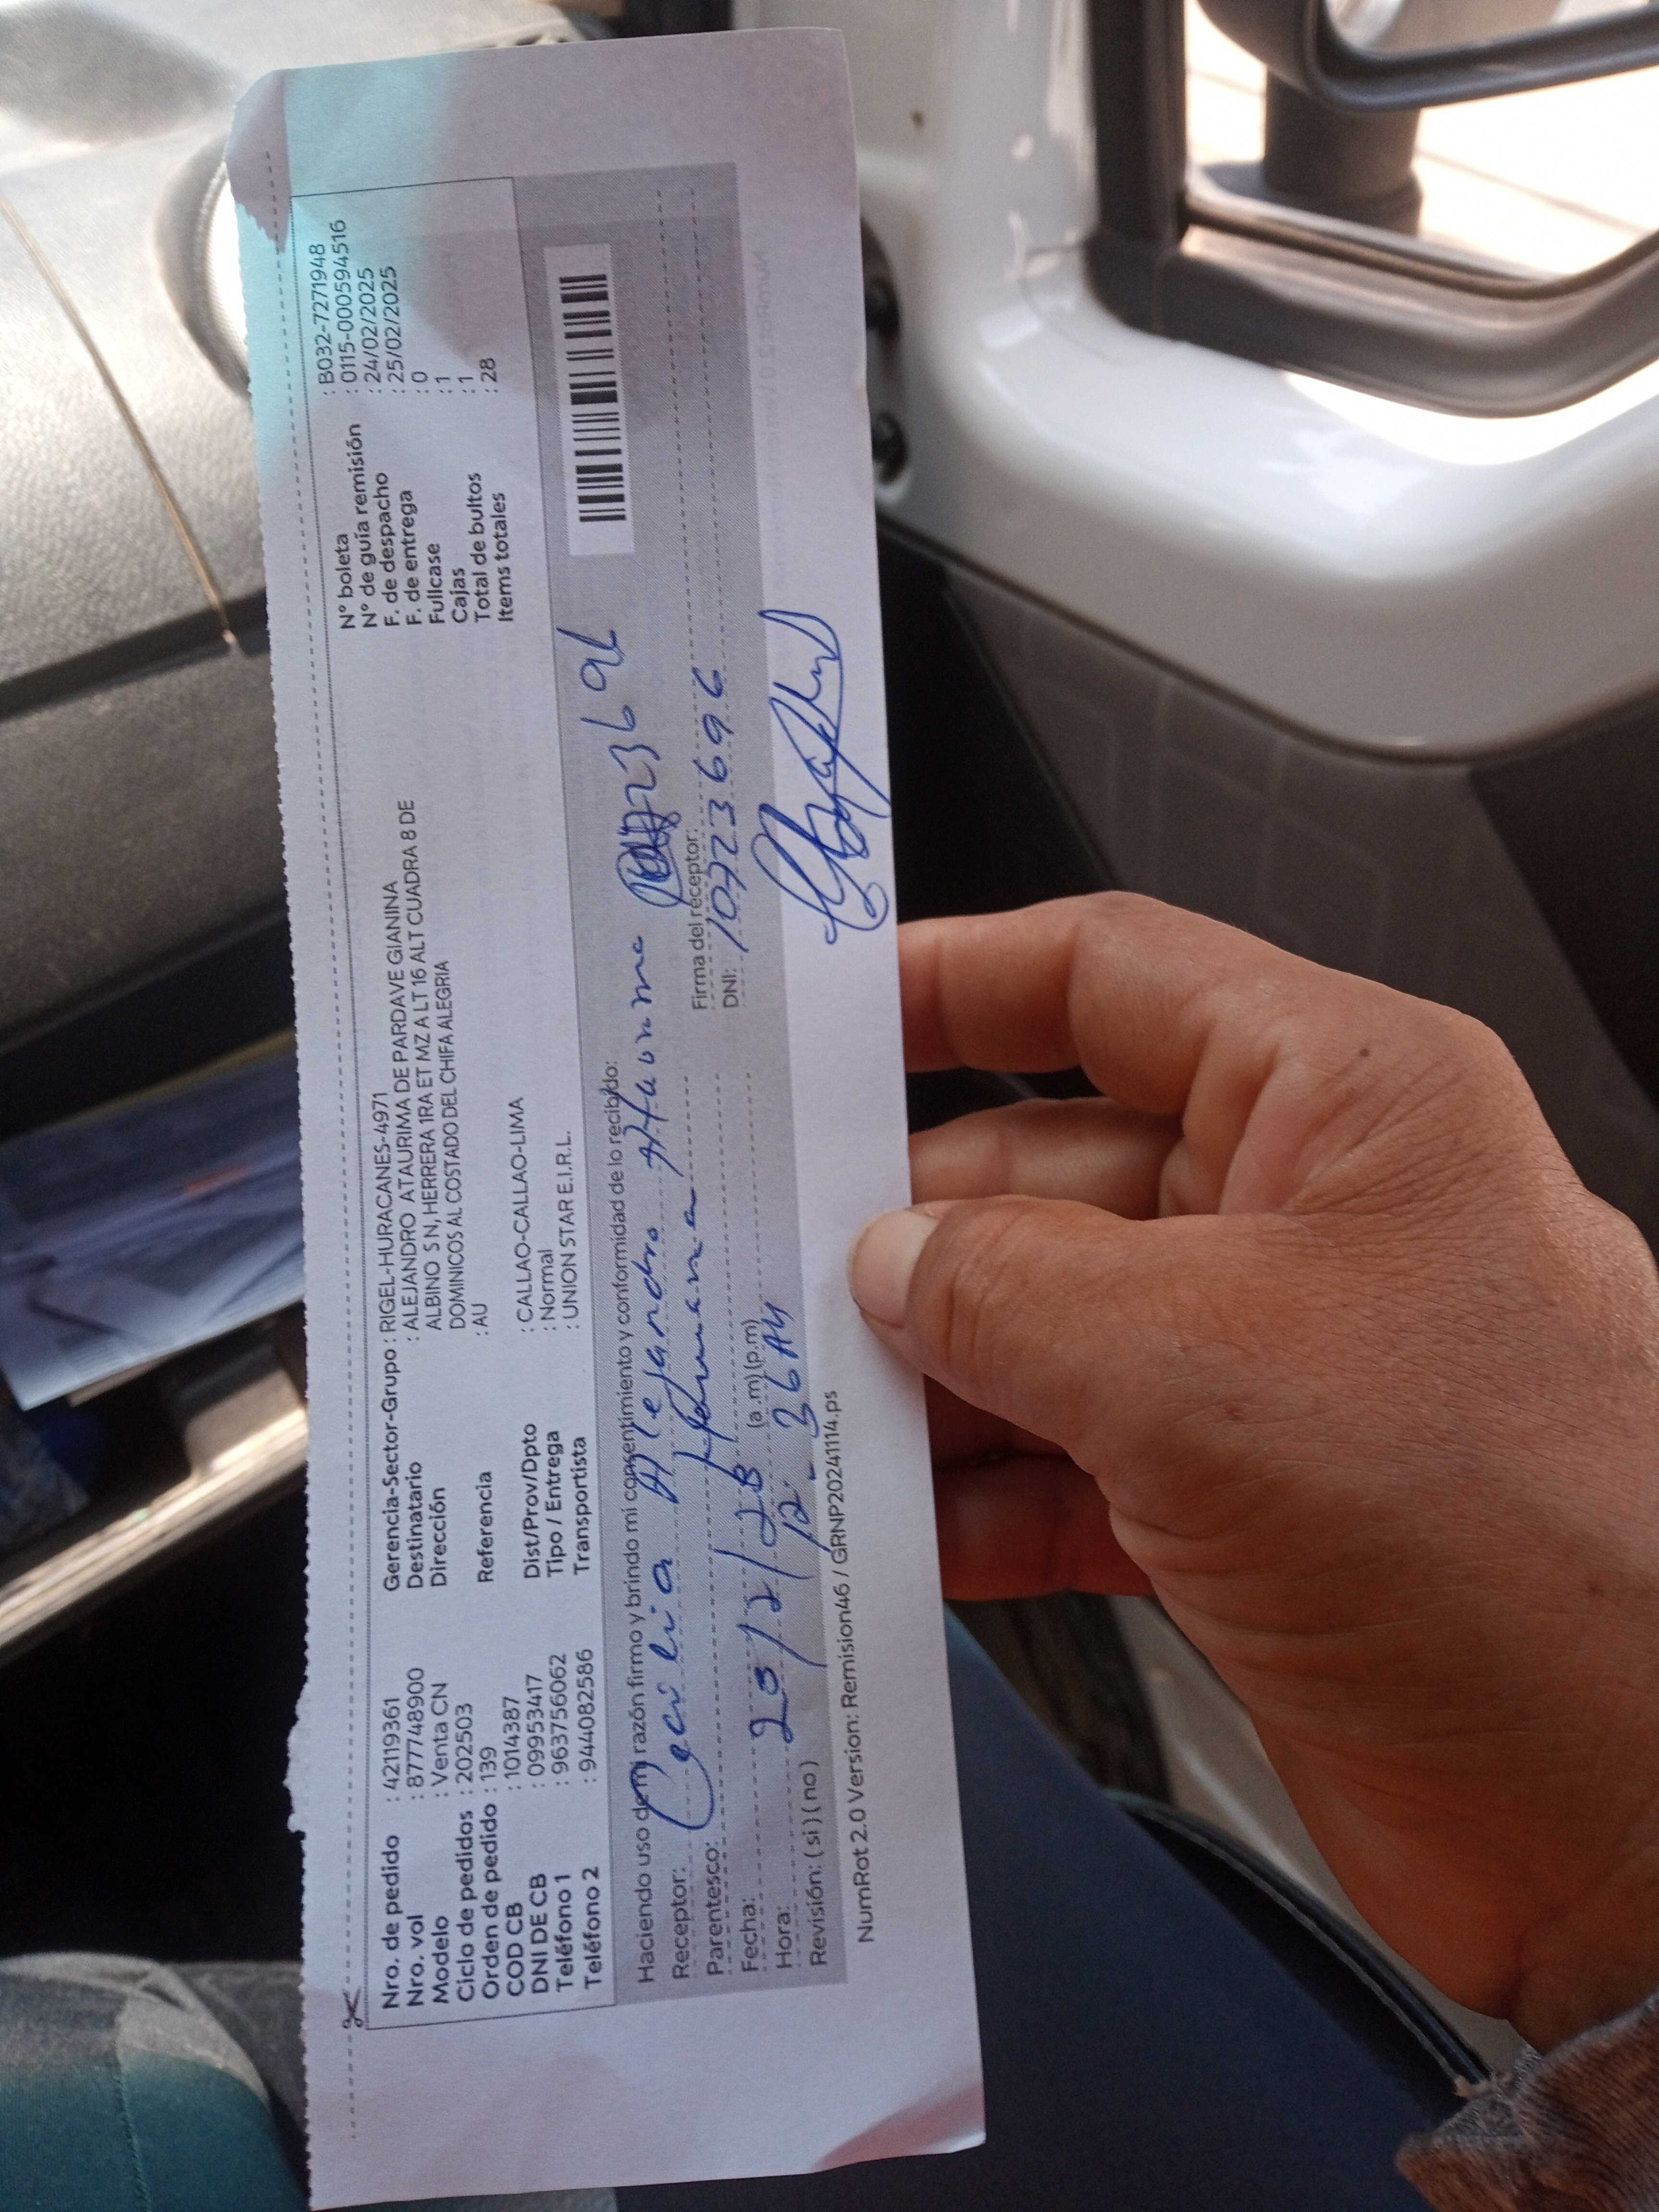 Nro. de pedido : 42119361
Nro. vol : 877748900
Modelo : Venta CN
Ciclo de pedidos : 202503
Orden de pedido : 139
COD CB : 1014387
DNI DE CB : 09953417
Teléfono 1 : 963756062
Teléfono 2 : 944082586
Gerencia-Sector-Grupo : RIGEL-HURACANES-4971
Destinatario : ALEJANDRO ATAURIMA DE PARDAVE GIANINA
Dirección ALBINO S N, HERRERA 1RA ET MZ A LT 16 ALT CUADRA 8 DE
DOMINICOS AL COSTADO DEL CHIFA ALEGRIA
Referencia : AU
Dist/Prov/Dpto : CALLAO-CALLAO-LIMA
Tipo / Entrega : Normal
Transportista : UNION STAR E.I.R.L.
N° boleta : B032-7271948
N° de guía remisión : 0115-000594516
F. de despacho : 24/02/2025
F. de entrega : 25/02/2025
Fullcase : 0
Cajas : 1
Total de bultos : 1
Items totales : 28
Haciendo uso de mi razón firmo y brindo mi consentimiento y conformidad de lo recibido:
Receptor: Cecilia Alejandro
Parentesco: hermana
Firma del receptor:
DNI: 10723696
Fecha:
Hora: (a.m) (p.m) 12-36
Revisión: ( si ) ( no )
NumRot 2.0 Version: Remision46 / GRNP20241114.ps